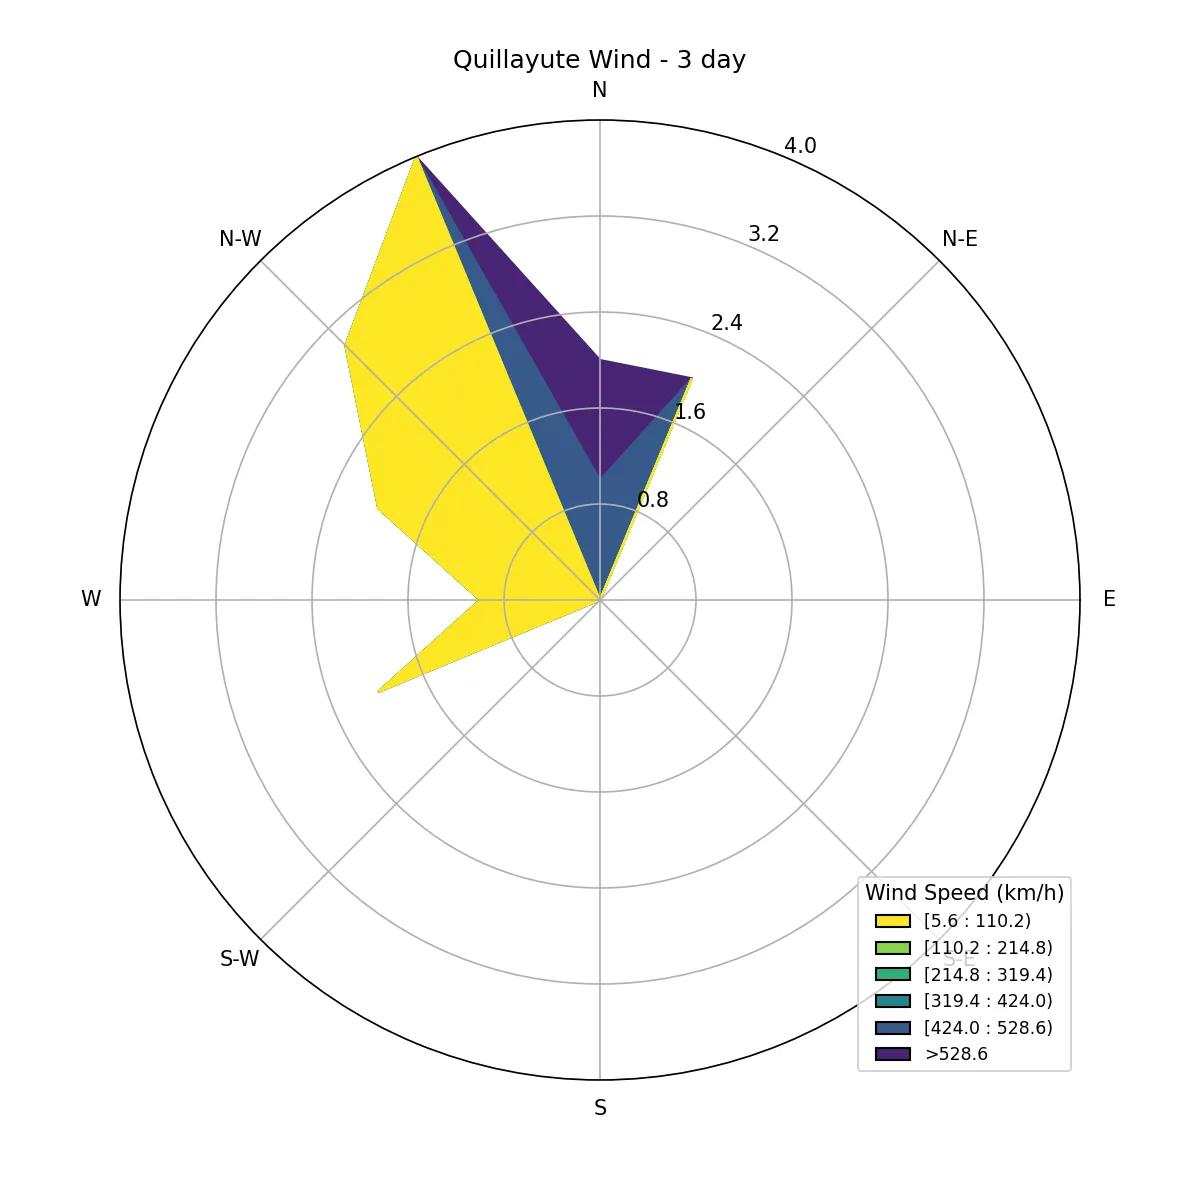 Quillayute Wind - 3 day
N
4.0
N-W
3.2
N-E
2.4
1.6
0.8
W
E
Wind Speed (km/h)
[5.6 : 110.2)
[110.2 : 214.8)
S-W
S-E
[214.8 : 319.4)
[319.4 : 424.0)
[424.0 : 528.6)
>528.6
S